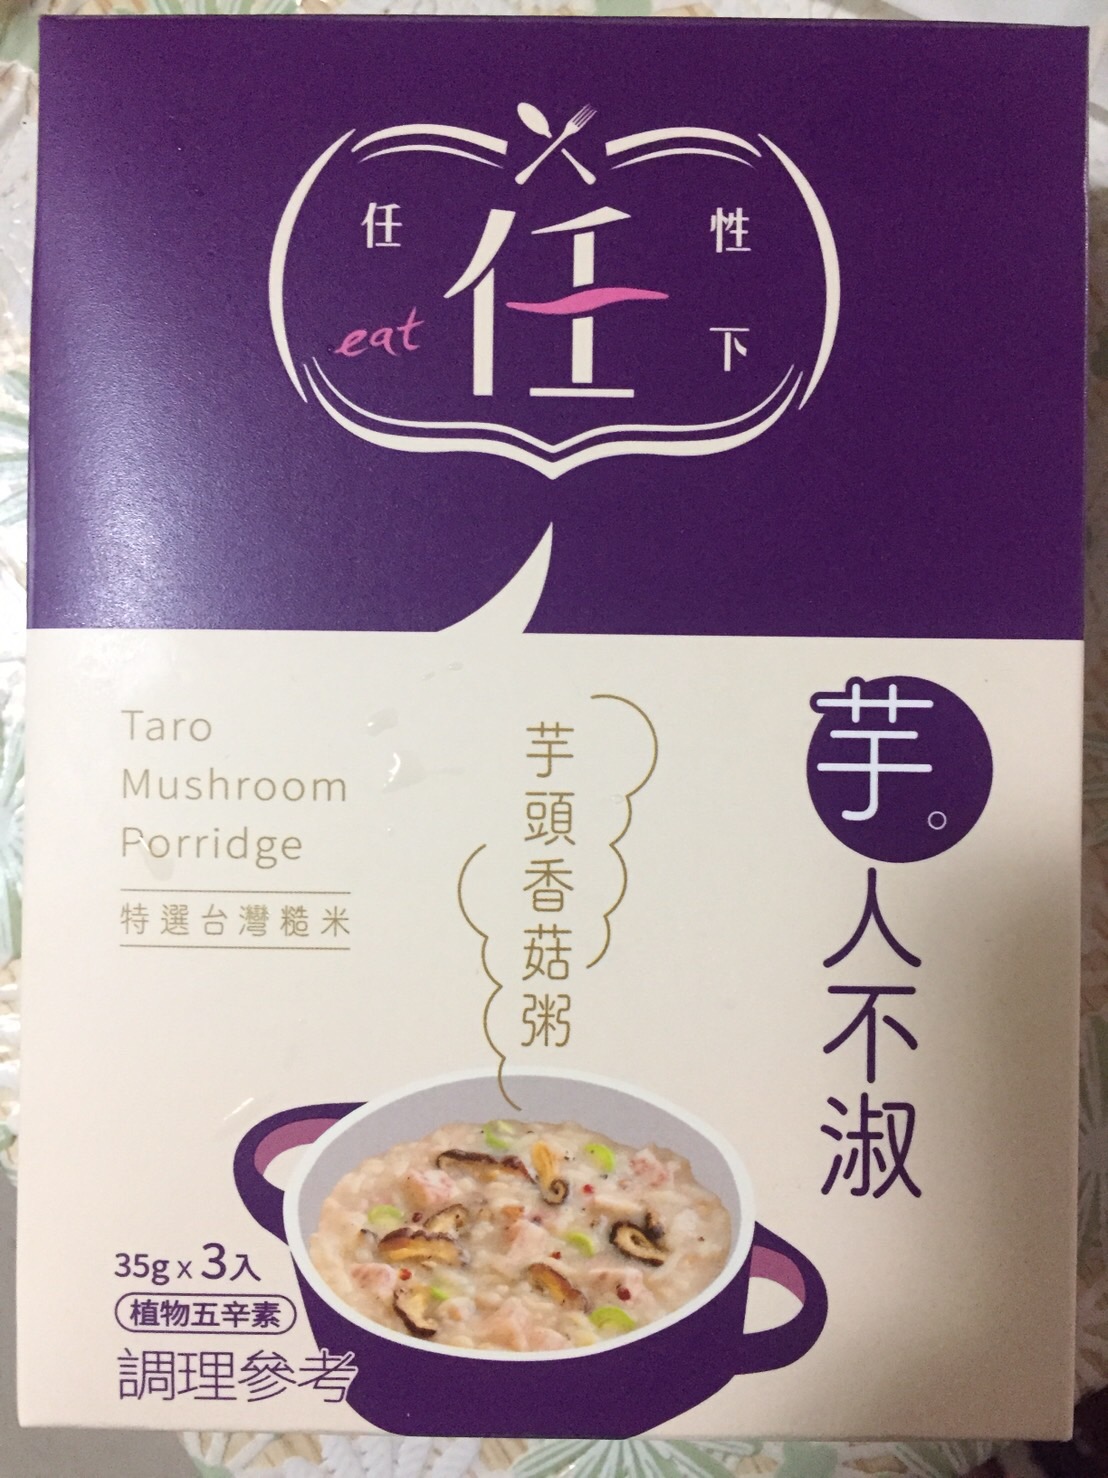 任
任
性
eat
下
Taro
Mushroom
Porridge
特選台灣糙米
芋頭香菇粥
芋。人不淑
35g x 3入
植物五辛素
調理參考